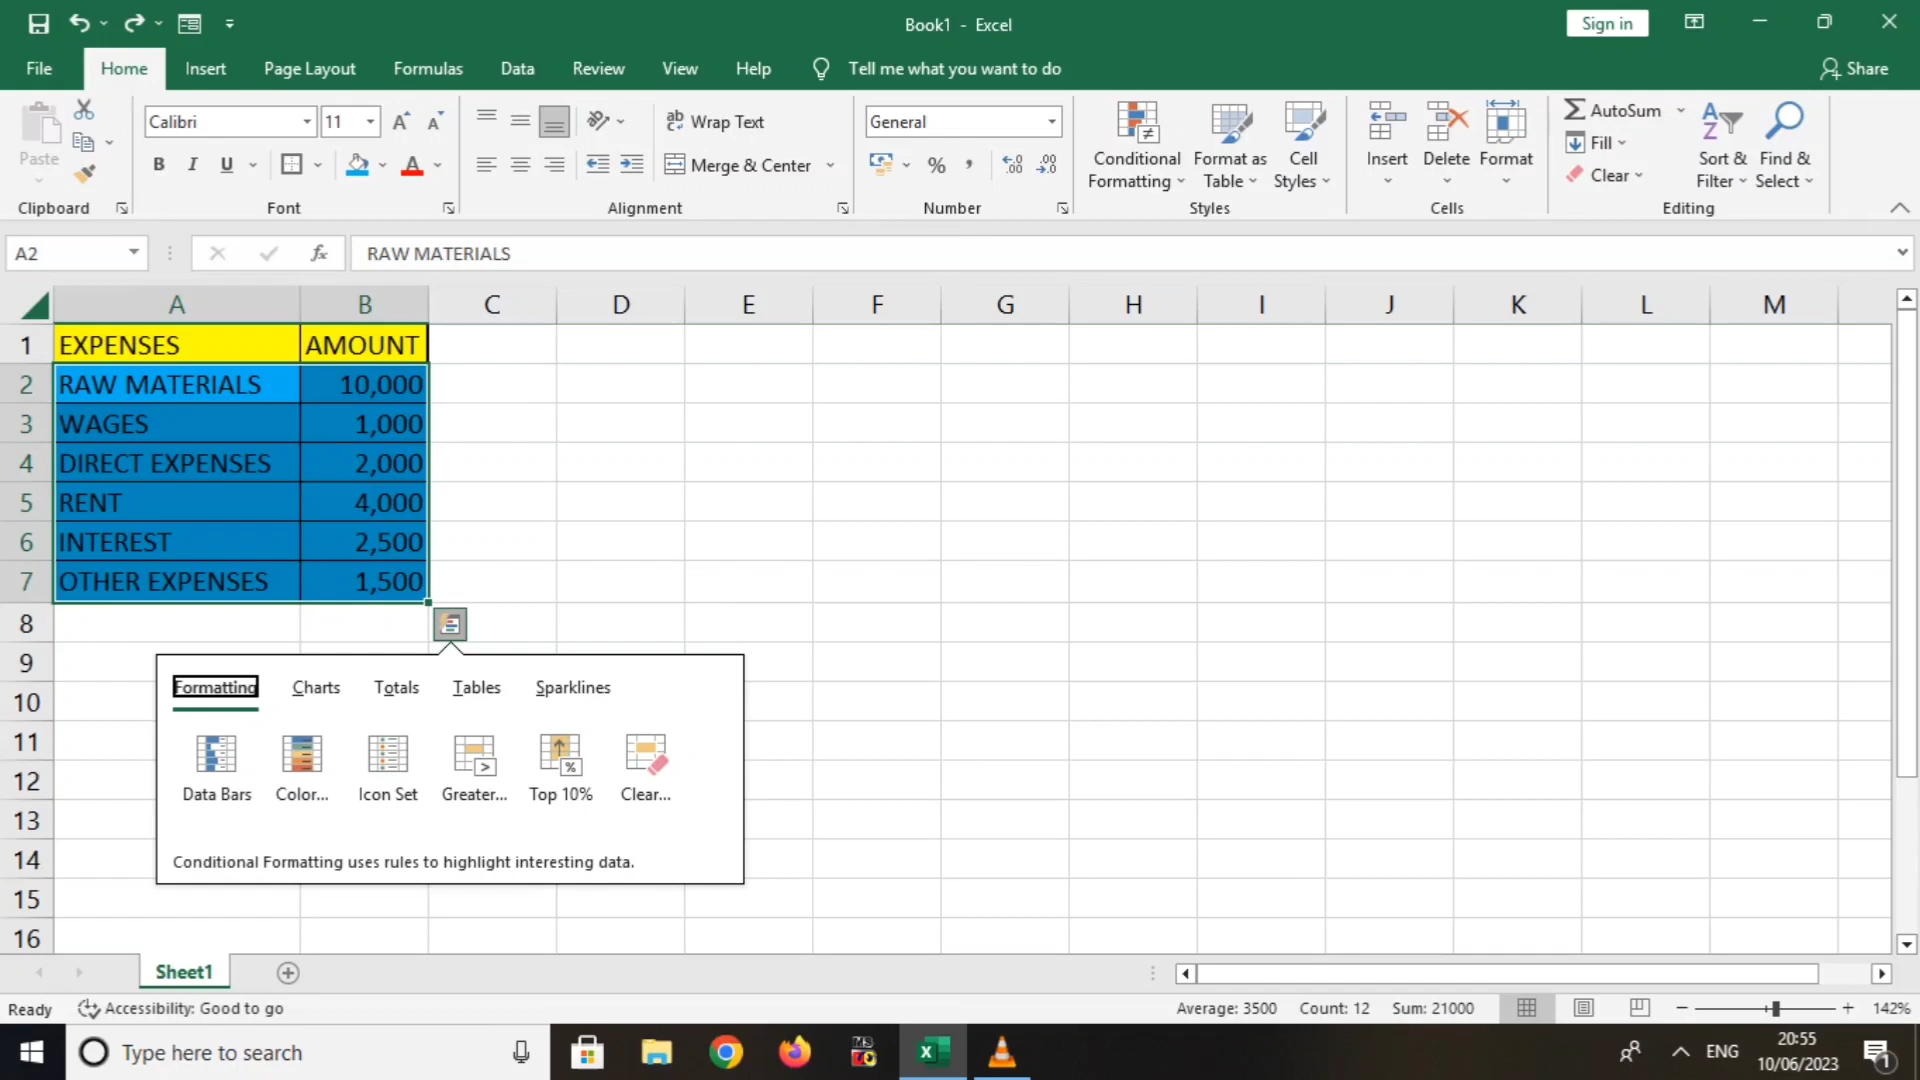 Book1 - Excel
Sign in
File Home Insert Page Layout Formulas Data Review View Help Tell me what you want to do Share
Paste
Calibri 11
B I U A
ab Wrap Text
Merge & Center
General
% ,
Conditional Formatting
Format as Table
Cell Styles
Insert
Delete
Format
AutoSum
Fill
Clear
Sort & Filter
Find & Select
Clipboard Font Alignment Number Styles Cells Editing
A2 fx RAW MATERIALS
A B C D E F G H I J K L M
1 EXPENSES AMOUNT
2 RAW MATERIALS 10,000
3 WAGES 1,000
4 DIRECT EXPENSES 2,000
5 RENT 4,000
6 INTEREST 2,500
7 OTHER EXPENSES 1,500
8
9
Formatting Charts Totals Tables Sparklines
10
11
Data Bars Color... Icon Set Greater... Top 10% Clear...
12
13
14 Conditional Formatting uses rules to highlight interesting data.
15
16
Sheet1
Ready Accessibility: Good to go Average: 3500 Count: 12 Sum: 21000 142%
Type here to search
ENG
20:55
10/06/2023
1